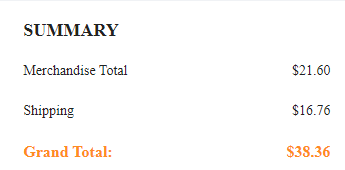 SUMMARY
Merchandise Total $21.60
Shipping $16.76
Grand Total: $38.36